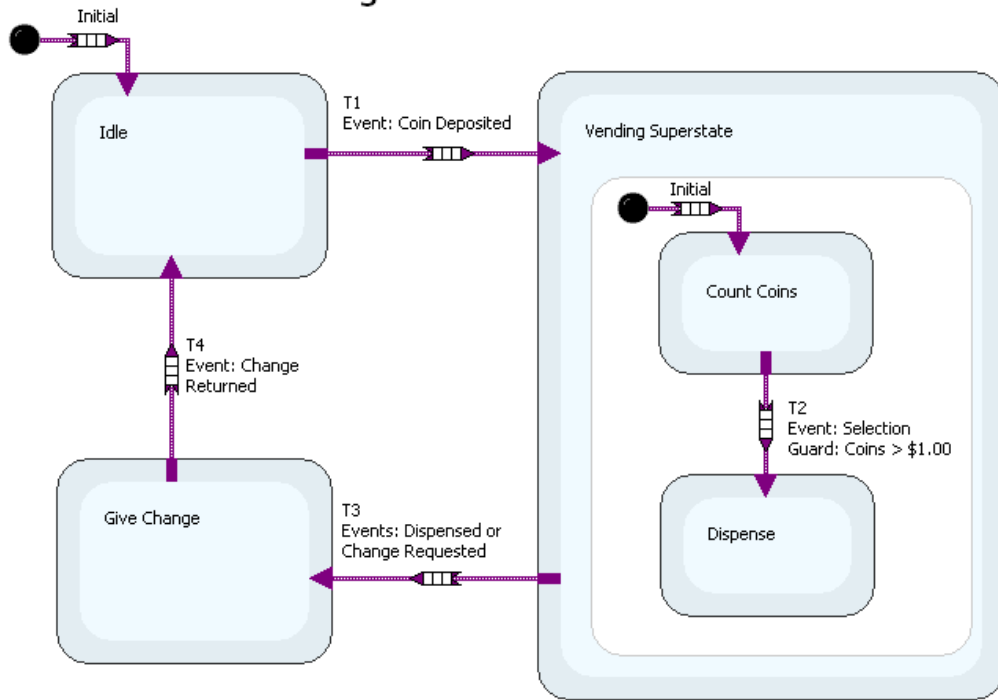 Initial
Idle
T1
Event: Coin Deposited
Vending Superstate
Initial
Count Coins
T2
Event: Selection
Guard: Coins > $1.00
Dispense
T3
Events: Dispensed or
Change Requested
Give Change
T4
Event: Change
Returned